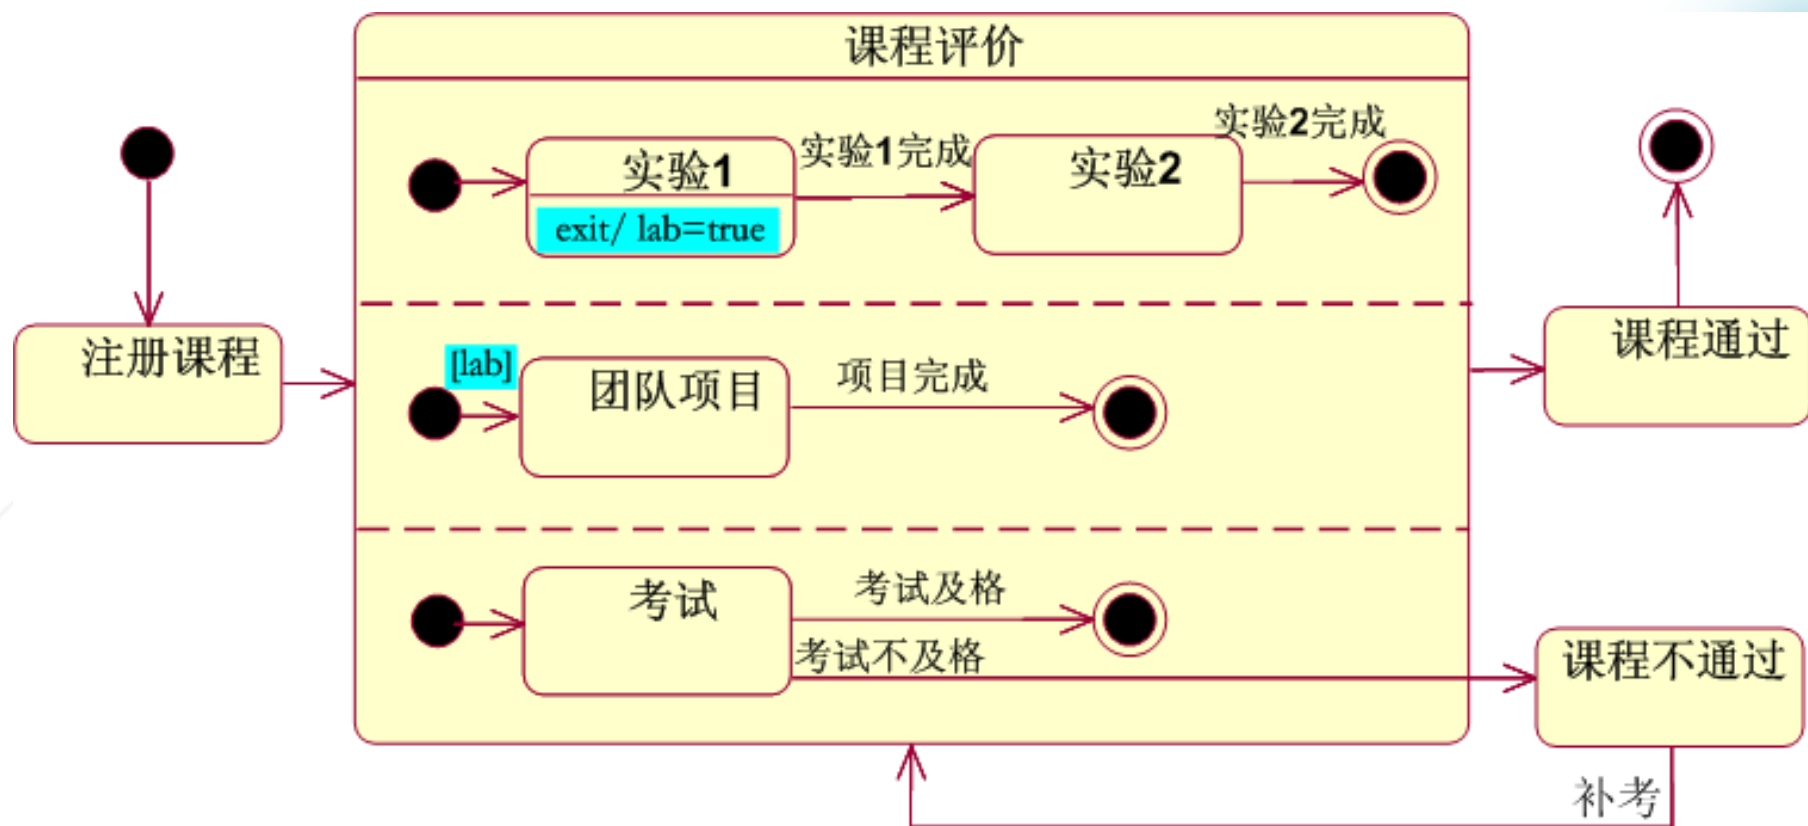 课程评价
实验1
exit/ lab=true
实验1完成
实验2
实验2完成
注册课程
[lab]
团队项目
项目完成
课程通过
考试
考试及格
考试不及格
课程不通过
补考